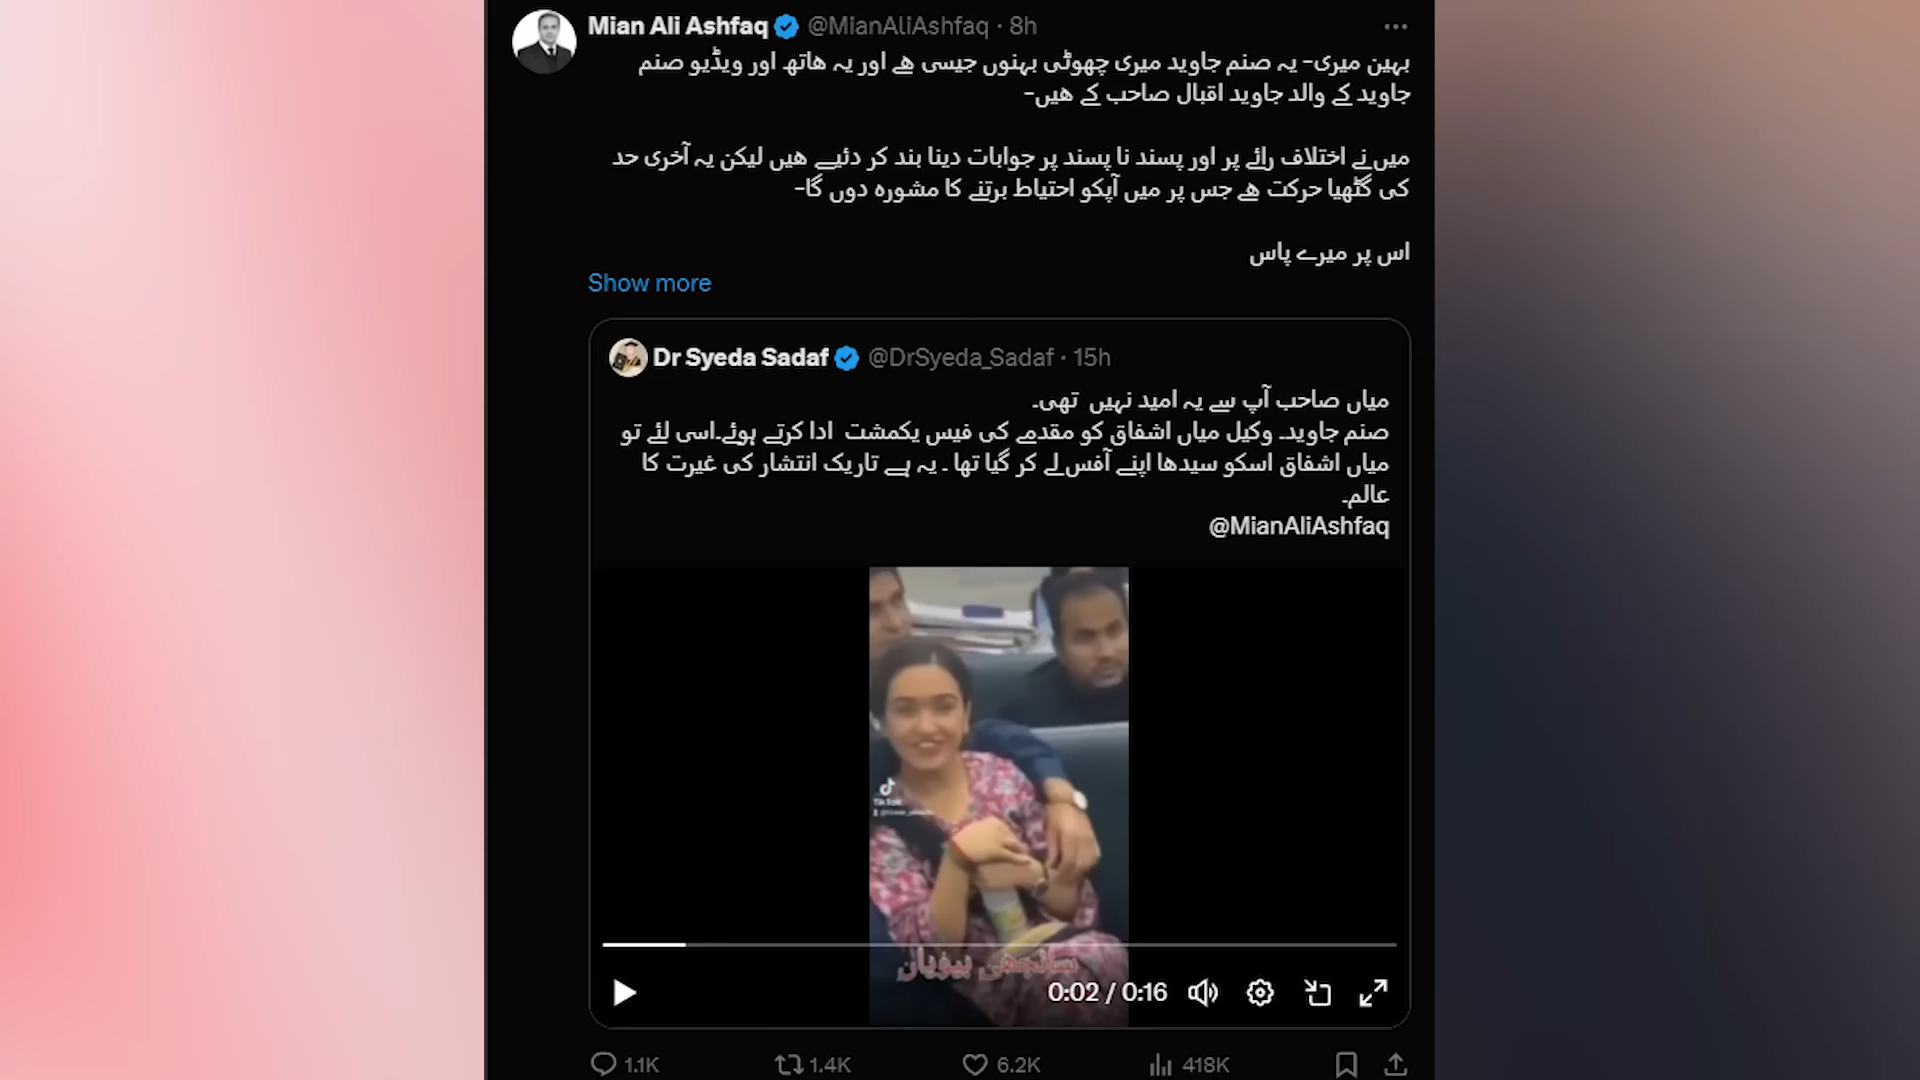 Mian Ali Ashfaq @MianAliAshfaq · 8h
بہین میری- یہ صنم جاوید میری چھوٹی بہنوں جیسی ھے اور یہ ھاتھ اور ویڈیو صنم
جاوید کے والد جاوید اقبال صاحب کے ھیں-
میں نے اختلاف رائے پر اور پسند نا پسند پر جوابات دینا بند کر دئیے ھیں لیکن یہ آخری حد
کی گٹھیا حرکت ھے جس پر میں آپکو احتیاط برتنے کا مشورہ دوں گا-
اس پر میرے پاس
Show more
Dr Syeda Sadaf @DrSyeda_Sadaf · 15h
میاں صاحب آپ سے یہ امید نہیں تھی۔
صنم جاوید۔ وکیل میاں اشفاق کو مقدمے کی فیس یکمشت ادا کرتے ہوئے۔اسی لئے تو
میاں اشفاق اسکو سیدھا اپنے آفس لے کر گیا تھا ۔ یہ ہے تاریک انتشار کی غیرت کا
عالم۔
@MianAliAshfaq
TikTok
سانجھی بیویاں
0:02 / 0:16
1.1K 1.4K 6.2K 418K